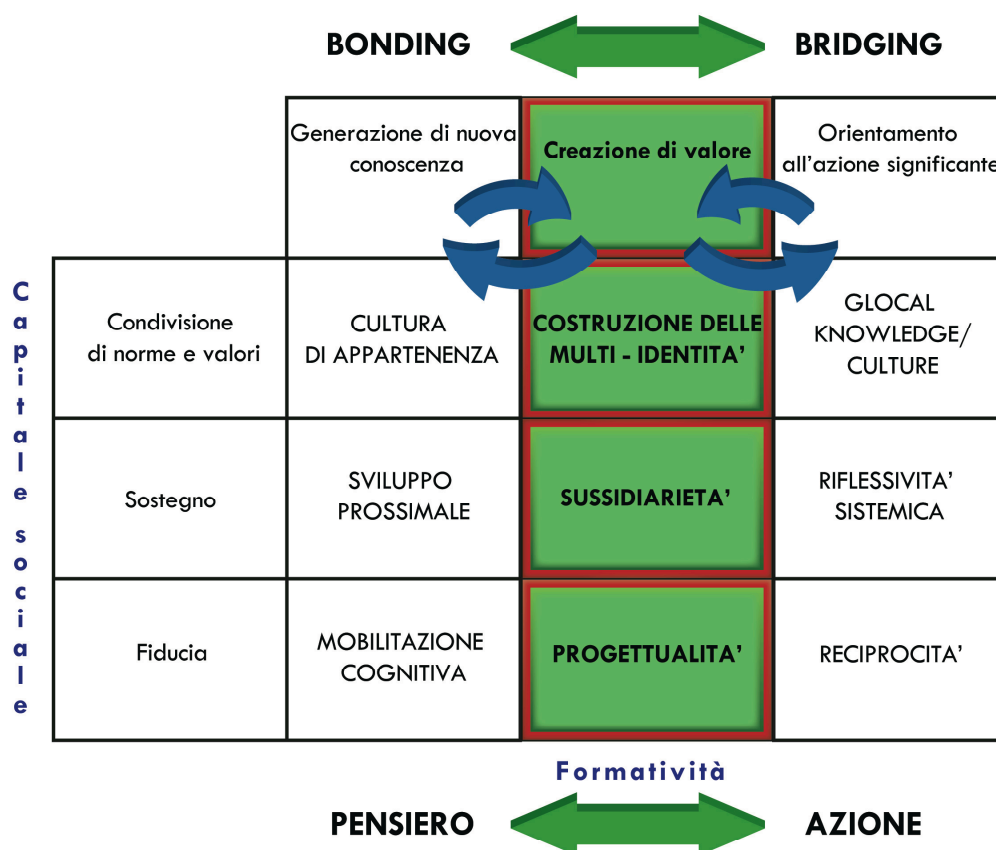 BONDING
BRIDGING
Generazione di nuova
conoscenza
Creazione di valore
Orientamento
all'azione significante
Capitale sociale
Condivisione
di norme e valori
CULTURA
DI APPARTENENZA
COSTRUZIONE DELLE
MULTI - IDENTITA’
GLOCAL
KNOWLEDGE/
CULTURE
Sostegno
SVILUPPO
PROSSIMALE
SUSSIDIARIETA’
RIFLESSIVITA’
SISTEMICA
Fiducia
MOBILITAZIONE
COGNITIVA
PROGETTUALITA’
RECIPROCITA’
Formatività
PENSIERO
AZIONE